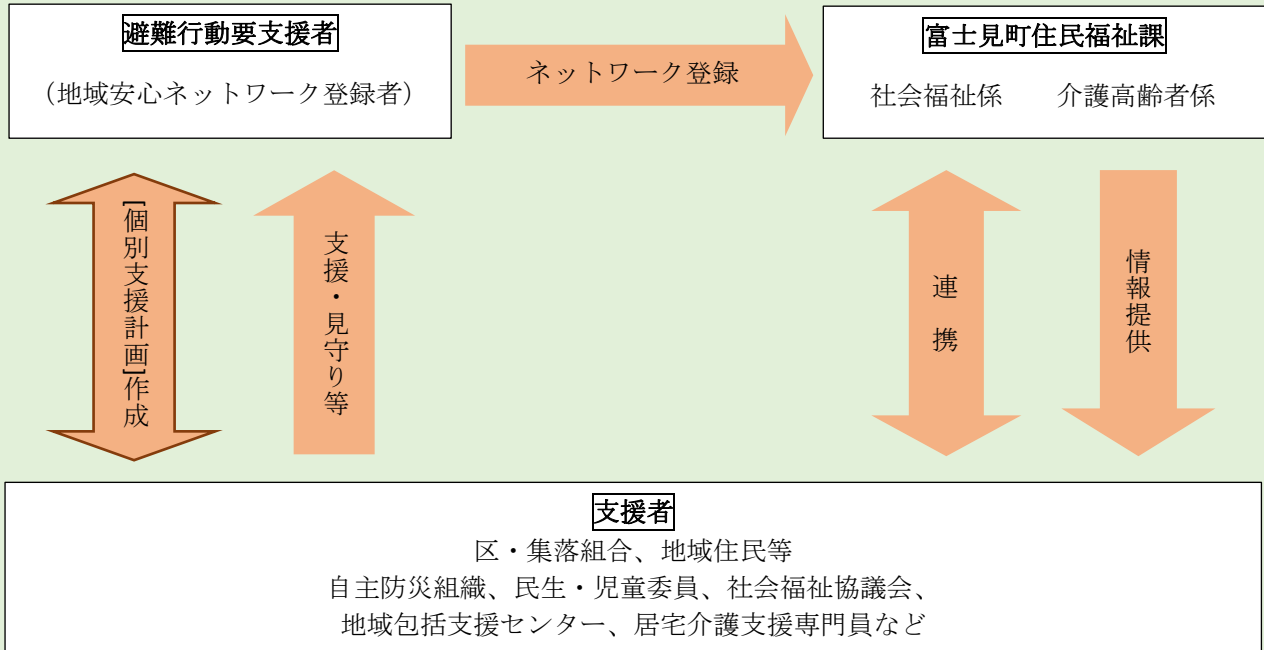 避難行動要支援者
（地域安心ネットワーク登録者）
ネットワーク登録
富士見町住民福祉課
社会福祉係　介護高齢者係
[個別支援計画]作成
支援・見守り等
連　携
情報提供
支援者
区・集落組合、地域住民等
自主防災組織、民生・児童委員、社会福祉協議会、
地域包括支援センター、居宅介護支援専門員など